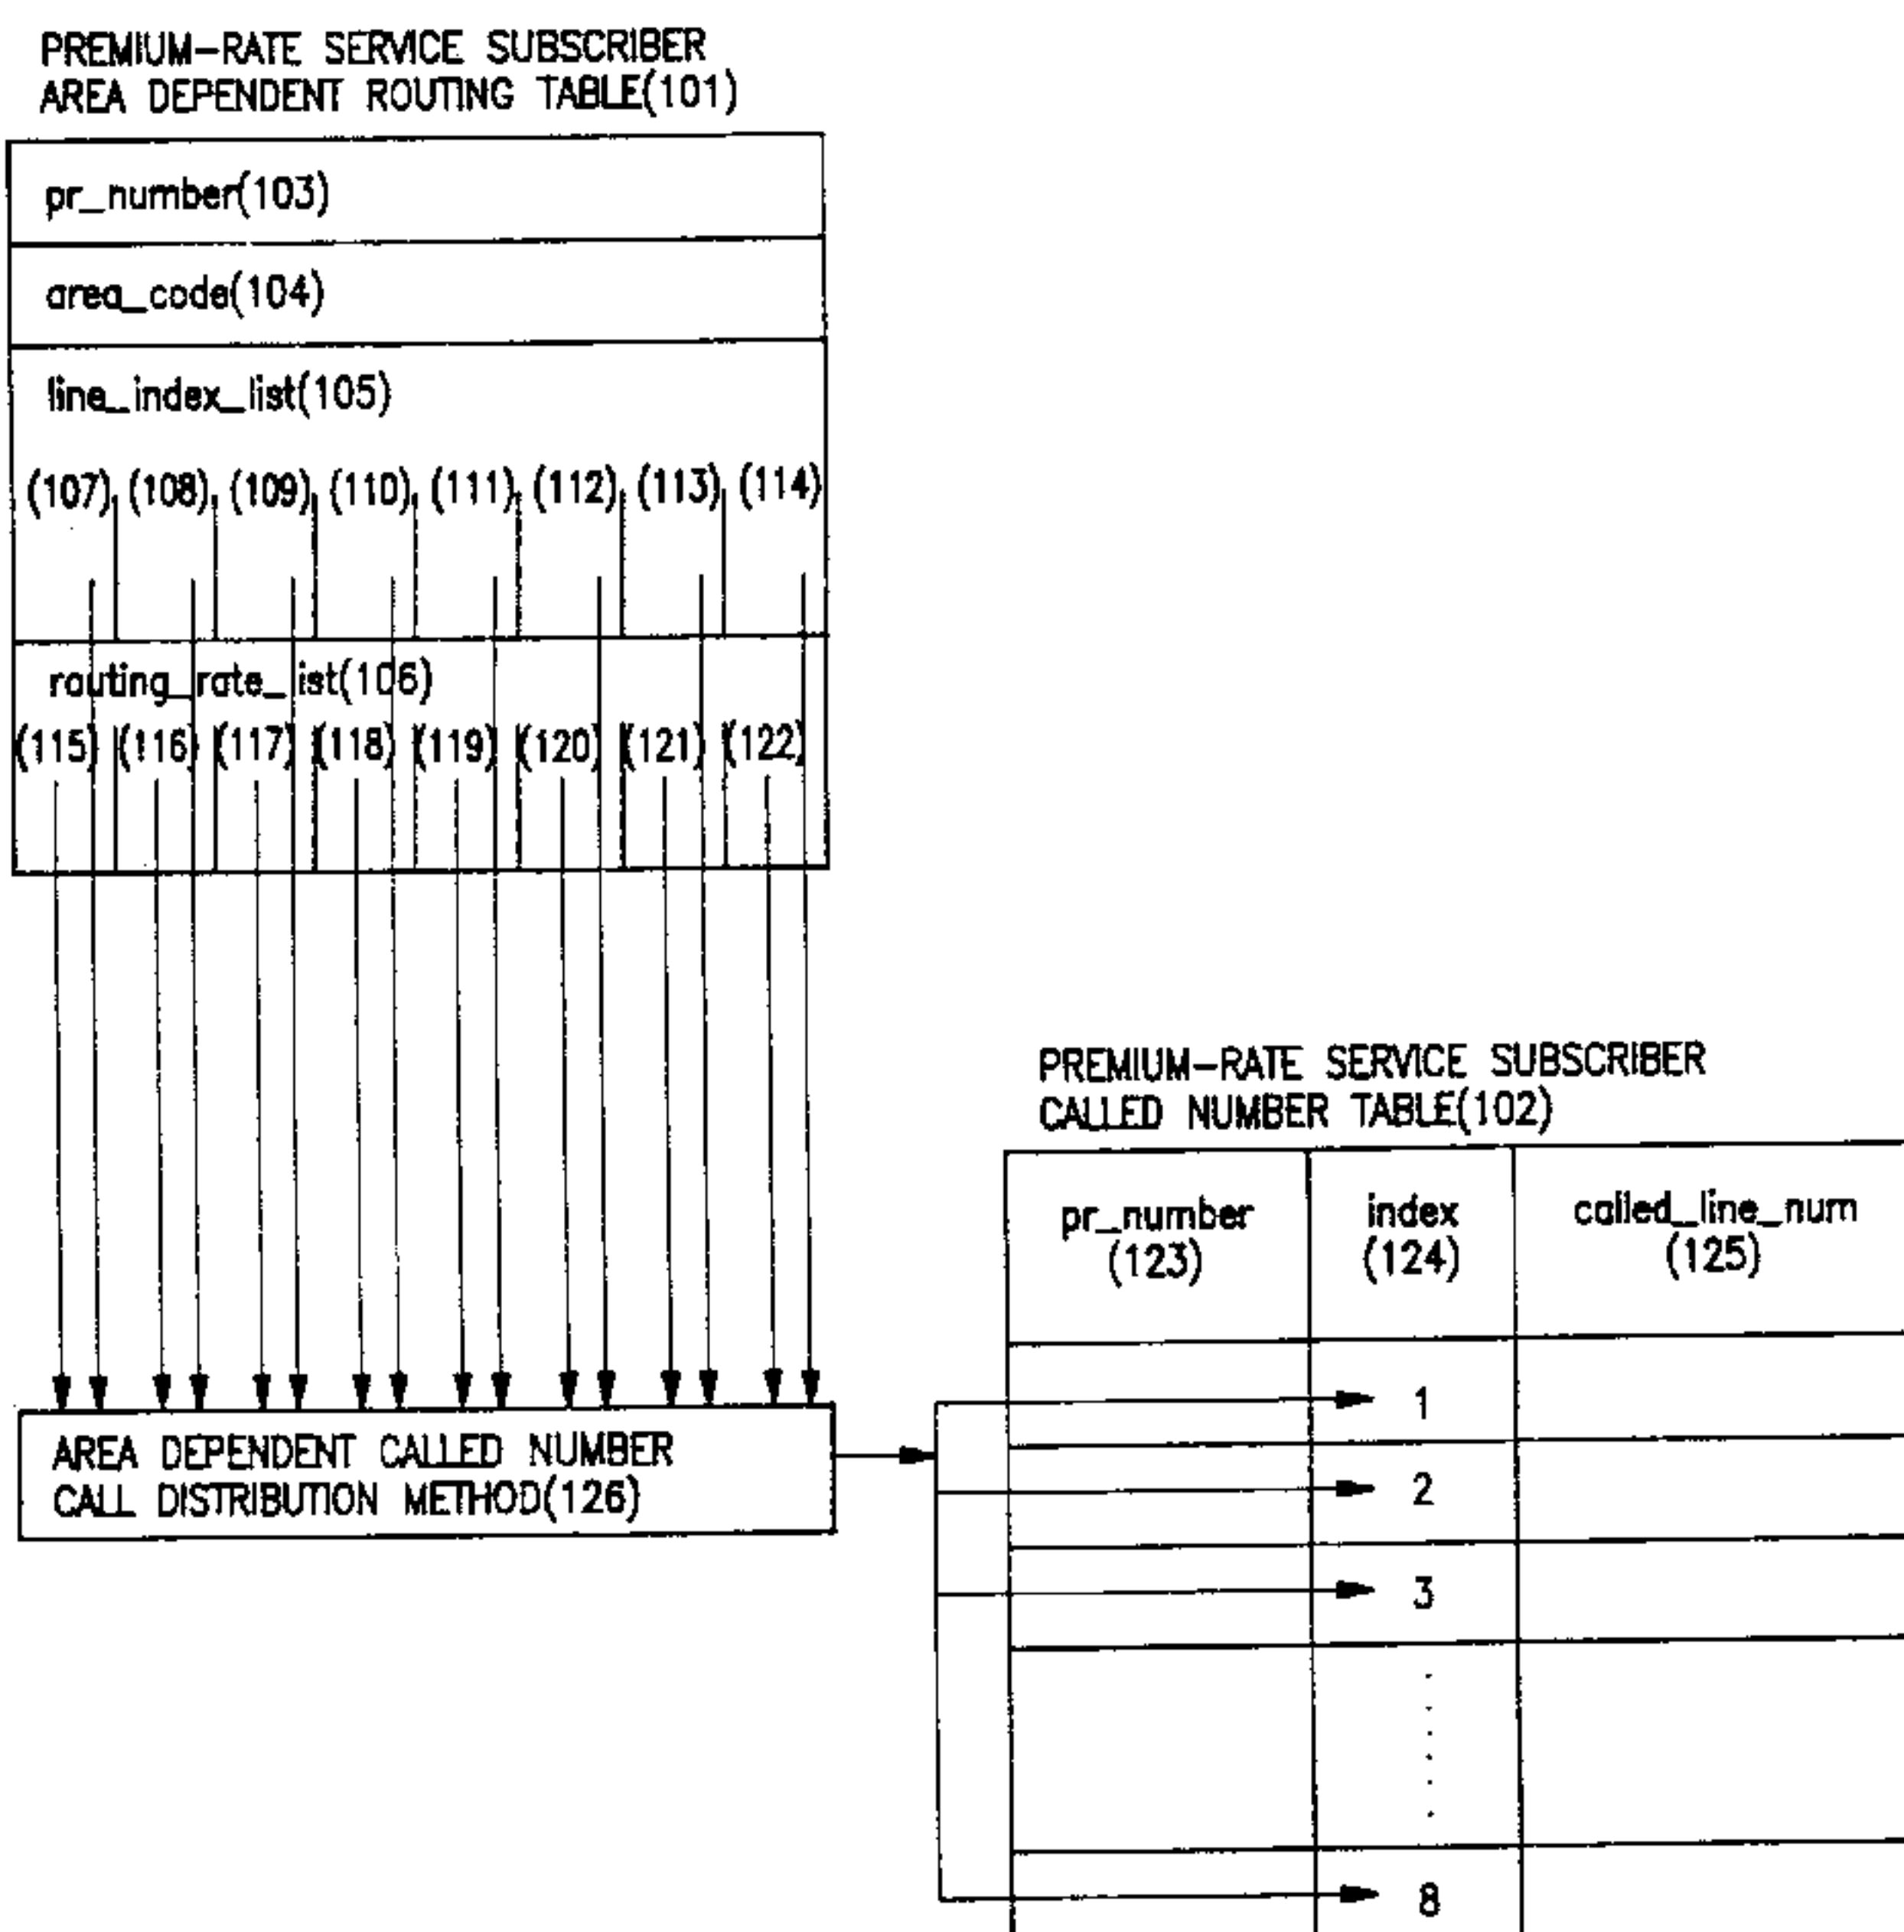 PREMIUM-RATE SERVICE SUBSCRIBER
AREA DEPENDENT ROUTING TABLE(101)
pr_number(103)
area_code(104)
line_index_list(105)
(107) (108) (109) (110) (111) (112) (113) (114)
routing_rate_ist(106)
(115) (116) (117) (118) (119) (120) (121) (122)
AREA DEPENDENT CALLED NUMBER
CALL DISTRIBUTION METHOD(126)
PREMIUM-RATE SERVICE SUBSCRIBER
CALLED NUMBER TABLE(102)
pr_number index called_line_num
(123) (124) (125)
1
2
3
8